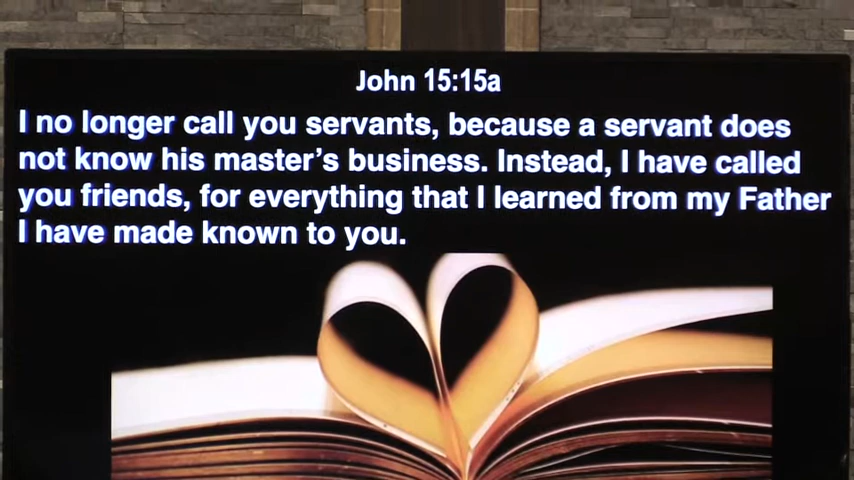 John 15:15a
I no longer call you servants, because a servant does
not know his master's business. Instead, I have called
you friends, for everything that I learned from my Father
I have made known to you.